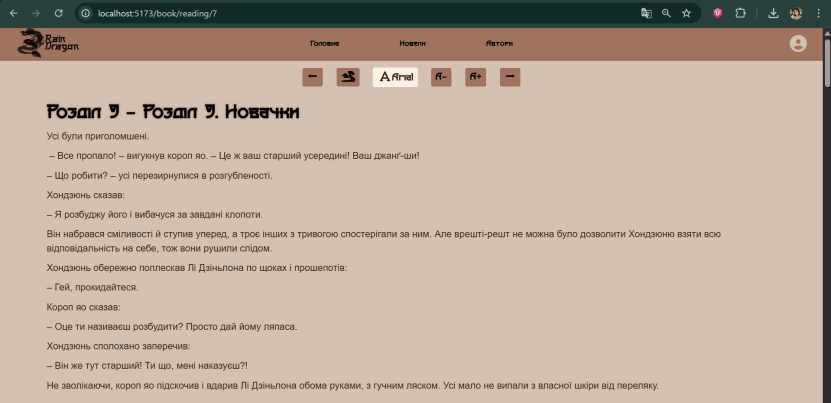 localhost:5173/book/reading/7
Rain
Dragon
Головна
Новели
Автори
A Arial
A-
A+
Розділ 9 - Розділ 9. Новачки
Усі були приголомшені.
– Все пропало! – вигукнув короп яо. – Це ж ваш старший усередині! Ваш джанґ-ши!
– Що робити? – усі перезирнулися в розгубленості.
Хондзюнь сказав:
– Я розбуджу його і вибачуся за завдані клопоти.
Він набрався сміливості й ступив уперед, а троє інших з тривогою спостерігали за ним. Але врешті-решт не можна було дозволити Хондзюню взяти всю
відповідальність на себе, тож вони рушили слідом.
Хондзюнь обережно поплескав Лі Дзіньлона по щоках і прошепотів:
– Гей, прокидайтеся.
Короп яо сказав:
– Оце ти називаєш розбудити? Просто дай йому ляпаса.
Хондзюнь сполохано заперечив:
– Він же тут старший! Ти що, мені наказуєш?!
Не зволікаючи, короп яо підскочив і вдарив Лі Дзіньлона обома руками, з гучним ляском. Усі мало не випали з власної шкіри від переляку.